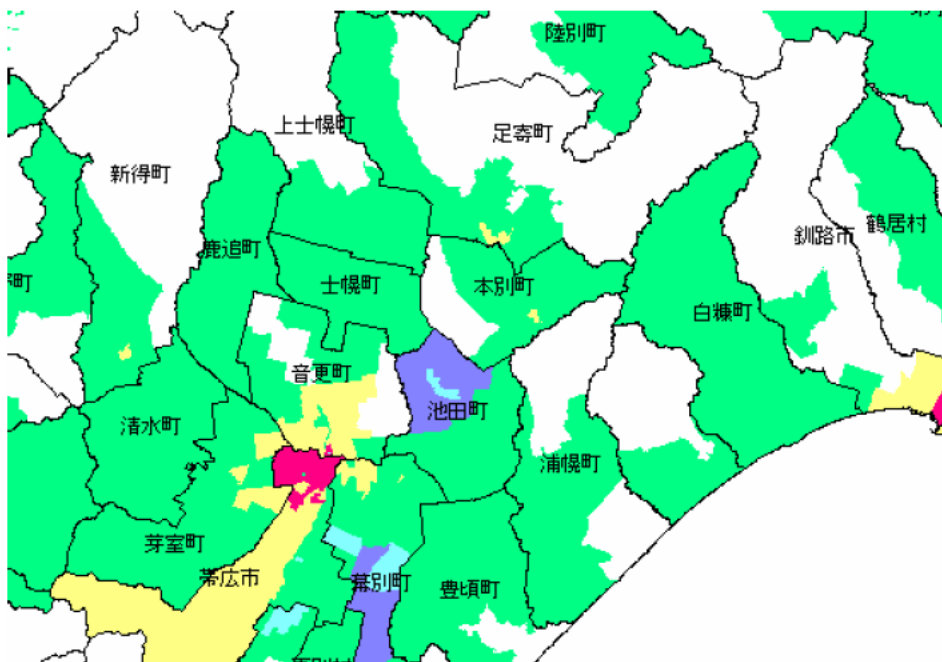 陸別町
上士幌町
足寄町
新得町
鹿追町
釧路市
鶴居村
士幌町
本別町
白糠町
音更町
池田町
清水町
浦幌町
芽室町
帯広市
幕別町
豊頃町